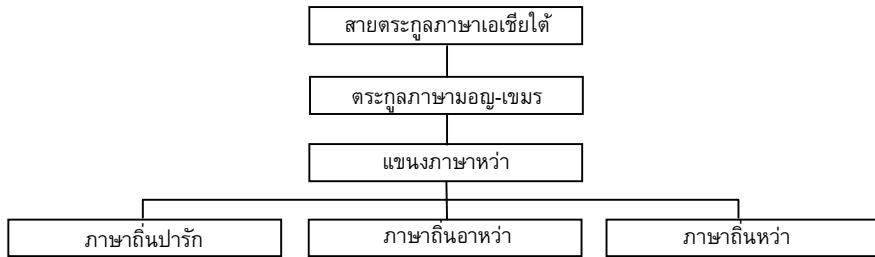 สายตระกูลภาษาเอเชียใต้
ตระกูลภาษามอญ-เขมร
แขนงภาษาหว่า
ภาษาถิ่นปารัก
ภาษาถิ่นอาหว่า
ภาษาถิ่นหว่า